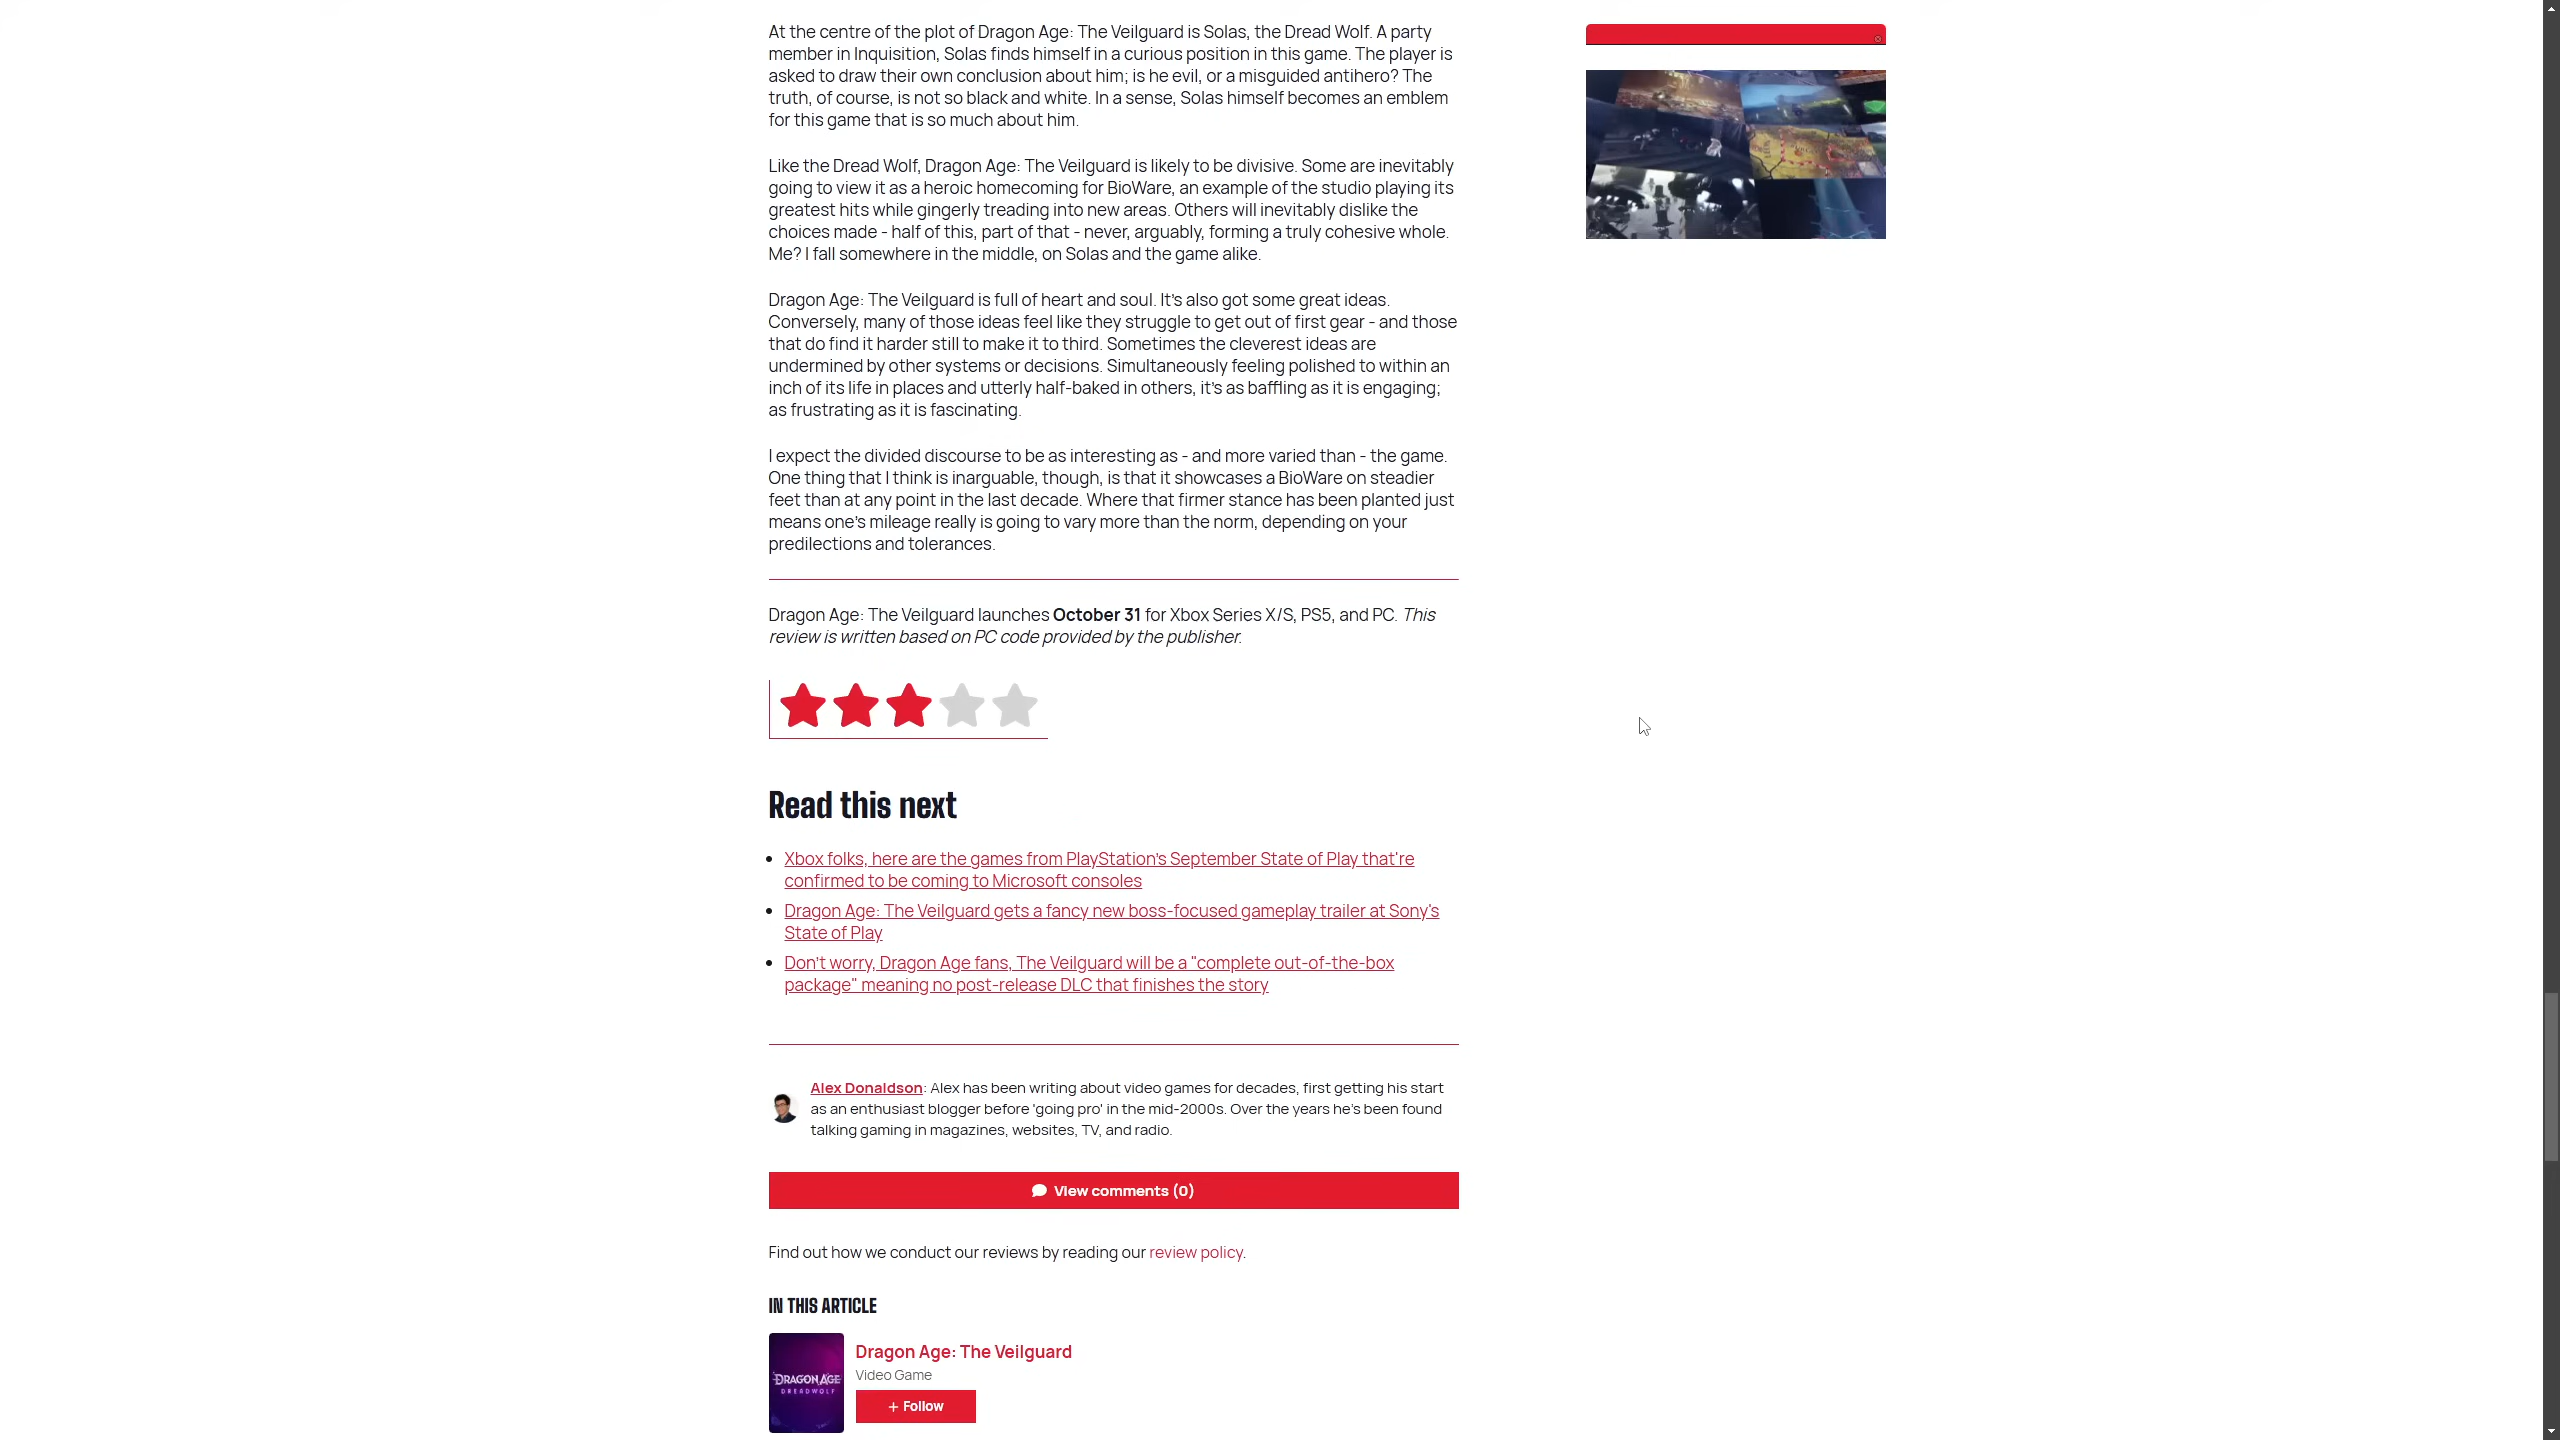 At the centre of the plot of Dragon Age: The Veilguard is Solas, the Dread Wolf. A party
member in Inquisition, Solas finds himself in a curious position in this game. The player is
asked to draw their own conclusion about him; is he evil, or a misguided antihero? The
truth, of course, is not so black and white. In a sense, Solas himself becomes an emblem
for this game that is so much about him.
Like the Dread Wolf, Dragon Age: The Veilguard is likely to be divisive. Some are inevitably
going to view it as a heroic homecoming for BioWare, an example of the studio playing its
greatest hits while gingerly treading into new areas. Others will inevitably dislike the
choices made - half of this, part of that - never, arguably, forming a truly cohesive whole.
Me? I fall somewhere in the middle, on Solas and the game alike.
Dragon Age: The Veilguard is full of heart and soul. It's also got some great ideas.
Conversely, many of those ideas feel like they struggle to get out of first gear - and those
that do find it harder still to make it to third. Sometimes the cleverest ideas are
undermined by other systems or decisions. Simultaneously feeling polished to within an
inch of its life in places and utterly half-baked in others, it's as baffling as it is engaging;
as frustrating as it is fascinating.
I expect the divided discourse to be as interesting as - and more varied than - the game.
One thing that I think is inarguable, though, is that it showcases a BioWare on steadier
feet than at any point in the last decade. Where that firmer stance has been planted just
means one's mileage really is going to vary more than the norm, depending on your
predilections and tolerances.
Dragon Age: The Veilguard launches October 31 for Xbox Series X/S, PS5, and PC. This
review is written based on PC code provided by the publisher.
Read this next
Xbox folks, here are the games from PlayStation's September State of Play that're
confirmed to be coming to Microsoft consoles
Dragon Age: The Veilguard gets a fancy new boss-focused gameplay trailer at Sony's
State of Play
Don't worry, Dragon Age fans, The Veilguard will be a "complete out-of-the-box
package" meaning no post-release DLC that finishes the story
Alex Donaldson: Alex has been writing about video games for decades, first getting his start
as an enthusiast blogger before 'going pro' in the mid-2000s. Over the years he's been found
talking gaming in magazines, websites, TV, and radio.
View comments (0)
Find out how we conduct our reviews by reading our review policy.
IN THIS ARTICLE
DRAGON AGE
DREADWOLF
Dragon Age: The Veilguard
Video Game
+ Follow